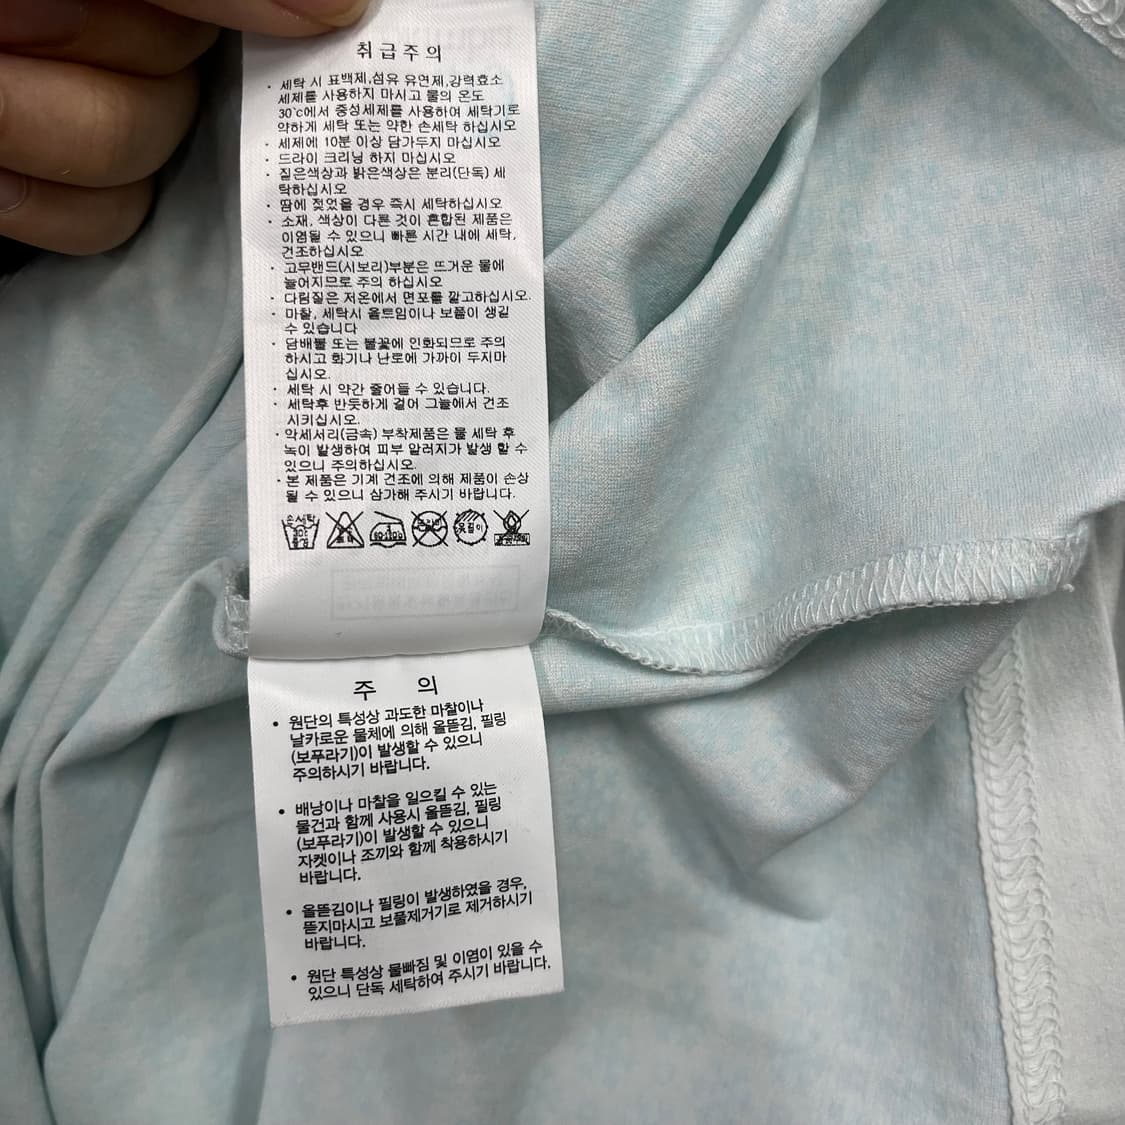 취급주의
· 세탁 시 표백제,섬유 유연제,강력효소
세제를 사용하지 마시고 물의 온도
30°c에서 중성세제를 사용하여 세탁기로
약하게 세탁 또는 약한 손세탁 하십시오
· 세제에 10분 이상 담가두지 마십시오
· 드라이 크리닝 하지 마십시오
· 짙은색상과 밝은색상은 분리(단독) 세
탁하십시오
· 땀에 젖었을 경우 즉시 세탁하십시오
· 소재, 색상이 다른 것이 혼합된 제품은
이염될 수 있으니 빠른 시간 내에 세탁,
건조하십시오
· 고무밴드(시보리)부분은 뜨거운 물에
늘어지므로 주의 하십시오
· 다림질은 저온에서 면포를 깔고하십시오.
· 마찰, 세탁시 올트임이나 보풀이 생길
수 있습니다
· 담배불 또는 불꽃에 인화되므로 주의
하시고 화기나 난로에 가까이 두지마
십시오.
· 세탁 시 약간 줄어들 수 있습니다.
· 세탁후 반듯하게 걸어 그늘에서 건조
시키십시오.
· 악세서리(금속) 부착제품은 물 세탁 후
녹이 발생하여 피부 알러지가 발생 할 수
있으니 주의하십시오.
· 본 제품은 기계 건조에 의해 제품이 손상
될 수 있으니 삼가해 주시기 바랍니다.
손세탁
주 의
• 원단의 특성상 과도한 마찰이나
날카로운 물체에 의해 올뜯김, 필링
(보푸라기)이 발생할 수 있으니
주의하시기 바랍니다.
• 배낭이나 마찰을 일으킬 수 있는
물건과 함께 사용시 올뜯김, 필링
(보푸라기)이 발생할 수 있으니
자켓이나 조끼와 함께 착용하시기
바랍니다.
• 올뜯김이나 필링이 발생하였을 경우,
뜯지마시고 보풀제거기로 제거하시기
바랍니다.
• 원단 특성상 물빠짐 및 이염이 있을 수
있으니 단독 세탁하여 주시기 바랍니다.